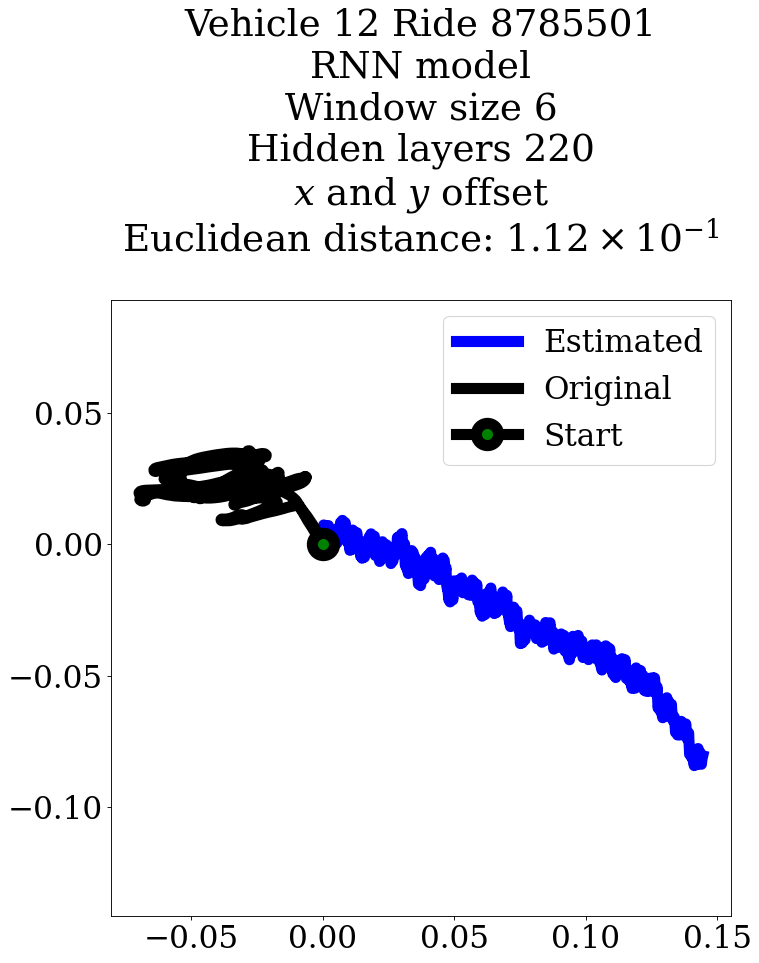 Vehicle 12 Ride 8785501
RNN model
Window size 6
Hidden layers 220
x and y offset
Euclidean distance: 1.12 × 10⁻¹
Estimated
Original
Start
0.05
0.00
−0.05
−0.10
−0.05 0.00 0.05 0.10 0.15